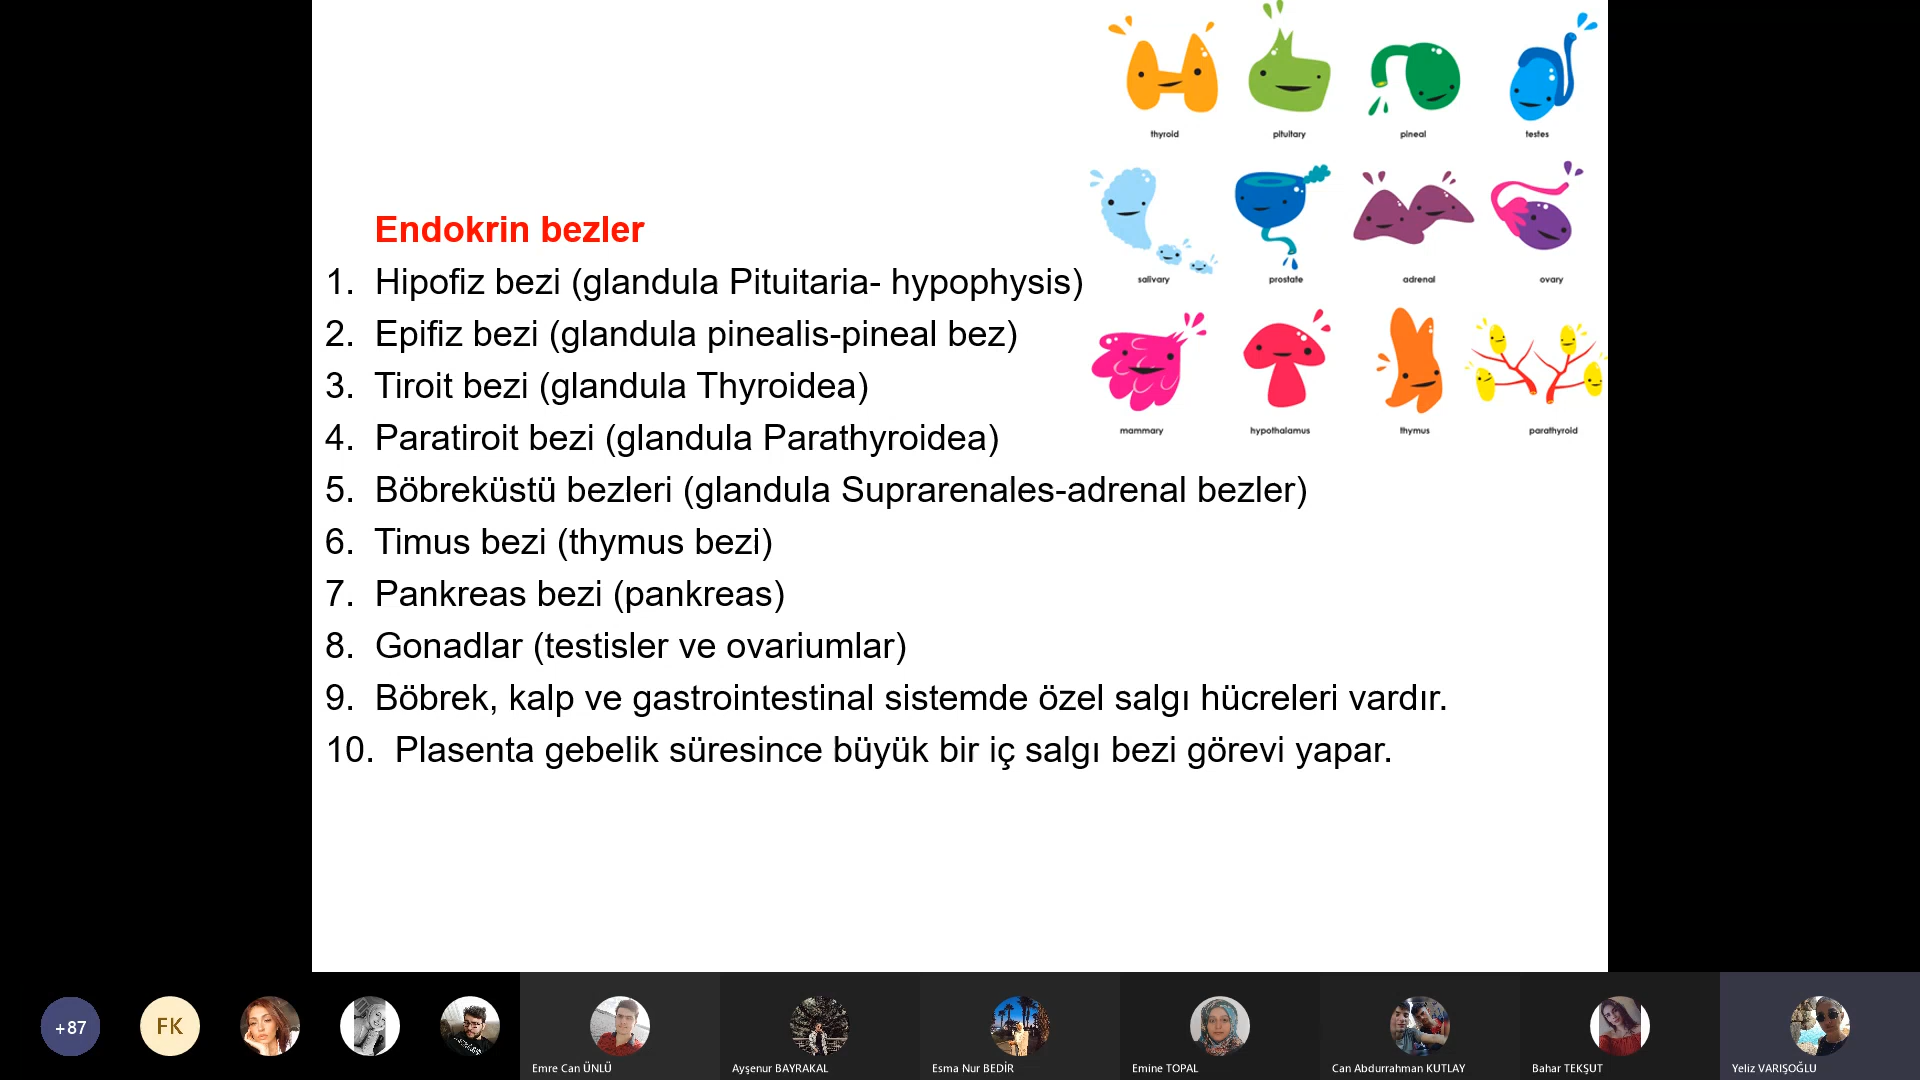 thyroid
pituitary
pineal
testes
salivary
prostate
adrenal
ovary
mammary
hypothalamus
thymus
parathyroid
Endokrin bezler
1. Hipofiz bezi (glandula Pituitaria- hypophysis)
2. Epifiz bezi (glandula pinealis-pineal bez)
3. Tiroit bezi (glandula Thyroidea)
4. Paratiroit bezi (glandula Parathyroidea)
5. Böbreküstü bezleri (glandula Suprarenales-adrenal bezler)
6. Timus bezi (thymus bezi)
7. Pankreas bezi (pankreas)
8. Gonadlar (testisler ve ovariumlar)
9. Böbrek, kalp ve gastrointestinal sistemde özel salgı hücreleri vardır.
10. Plasenta gebelik süresince büyük bir iç salgı bezi görevi yapar.
+87
FK
Emre Can ÜNLÜ
Ayşenur BAYRAKAL
Esma Nur BEDİR
Emine TOPAL
Can Abdurrahman KUTLAY
Bahar TEKŞUT
Yeliz VARIŞOĞLU